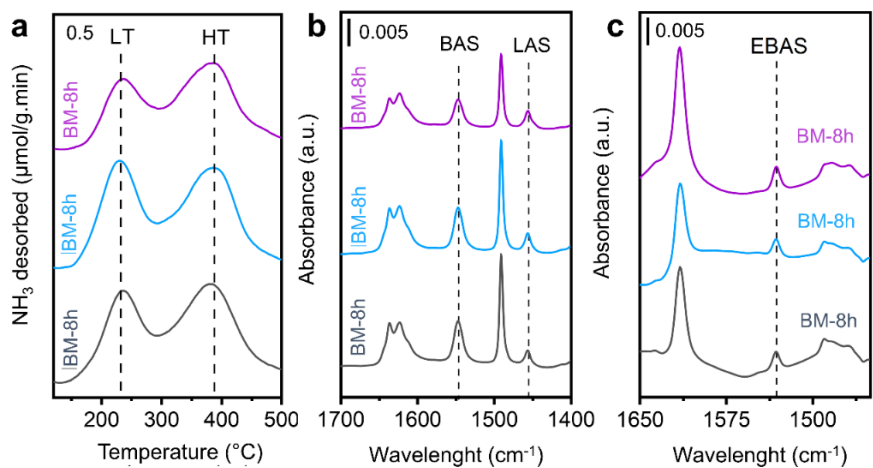 a
0.5
LT
HT
BM-8h
BM-8h
BM-8h
NH3 desorbed (μmol/g.min)
200
300
400
500
Temperature (°C)
b
0.005
BAS
LAS
BM-8h
BM-8h
BM-8h
Absorbance (a.u.)
1700
1600
1500
1400
Wavelenght (cm-1)
c
0.005
EBAS
BM-8h
BM-8h
BM-8h
Absorbance (a.u.)
1650
1575
1500
Wavelenght (cm-1)